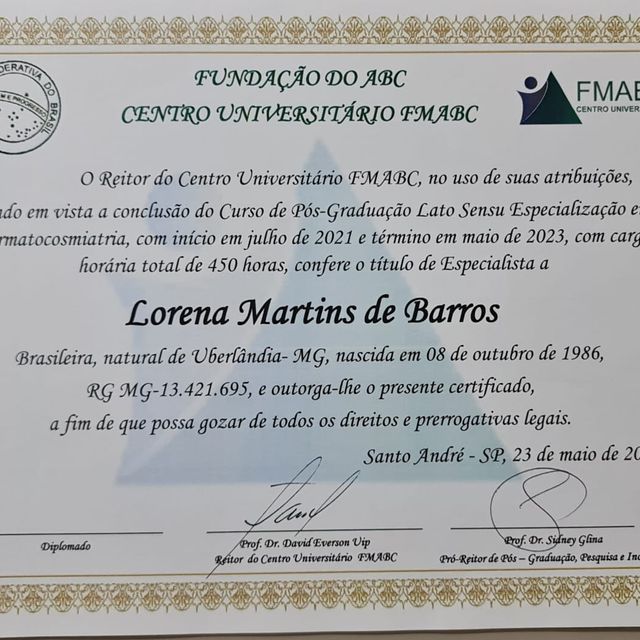 FUNDAÇÃO DO ABC
CENTRO UNIVERSITÁRIO FMABC
DERATIVA DO BRASIL
FMAB
CENTRO UNIVER
O Reitor do Centro Universitário FMABC, no uso de suas atribuições,
ndo em vista a conclusão do Curso de Pós-Graduação Lato Sensu Especialização e
rmatocosmiatria, com início em julho de 2021 e término em maio de 2023, com carg
horária total de 450 horas, confere o título de Especialista a
Lorena Martins de Barros
Brasileira, natural de Uberlândia- MG, nascida em 08 de outubro de 1986,
RG MG-13.421.695, e outorga-lhe o presente certificado,
a fim de que possa gozar de todos os direitos e prerrogativas legais.
Santo André - SP, 23 de maio de 20
Diplomado
Prof. Dr. David Everson Uip
Reitor do Centro Universitário FMABC
Prof. Dr. Sidney Glina
Pró-Reitor de Pós – Graduação, Pesquisa e Ino